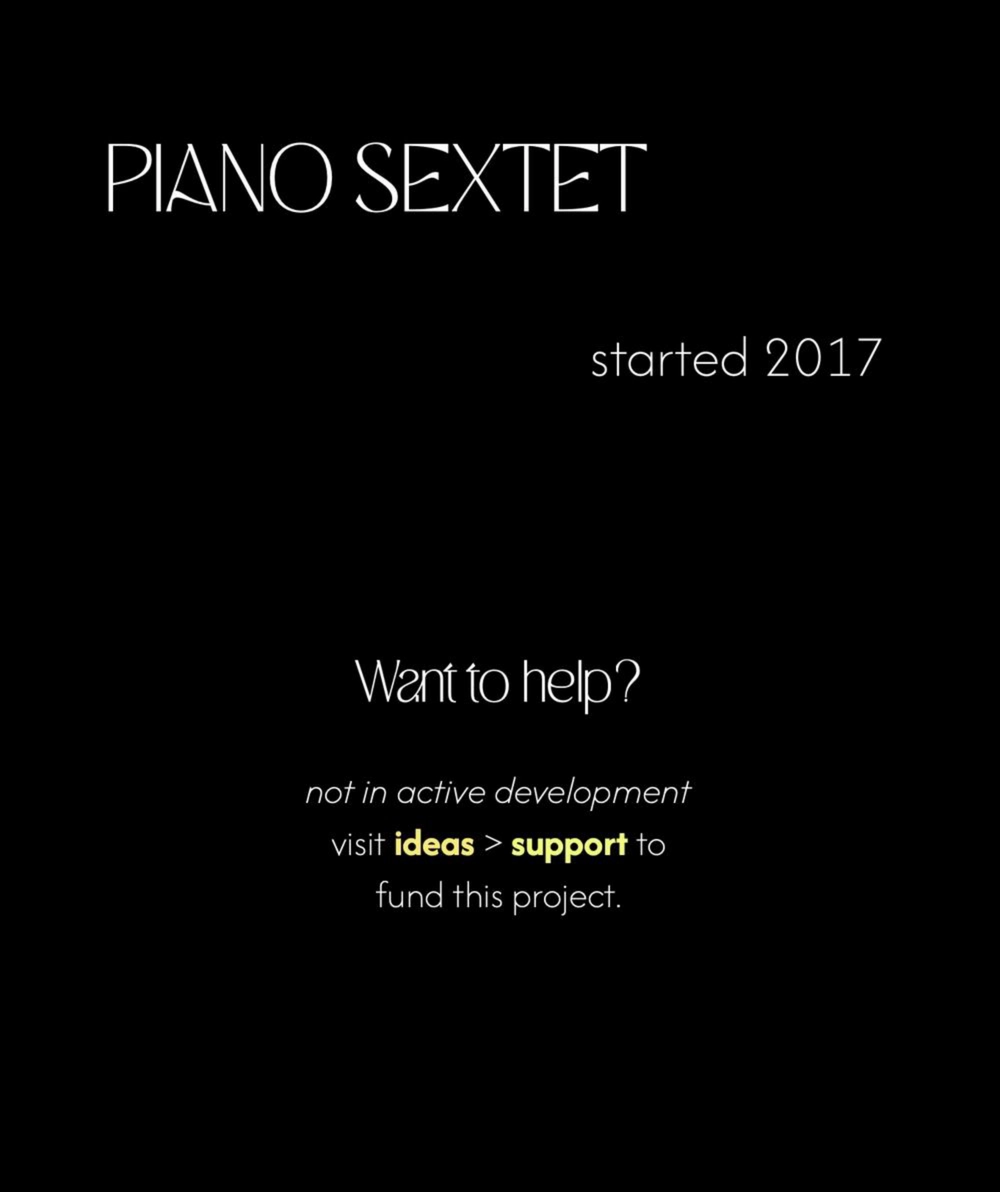 PIANO SEXTET
started 2017
Want to help?
not in active development
visit ideas > support to
fund this project.